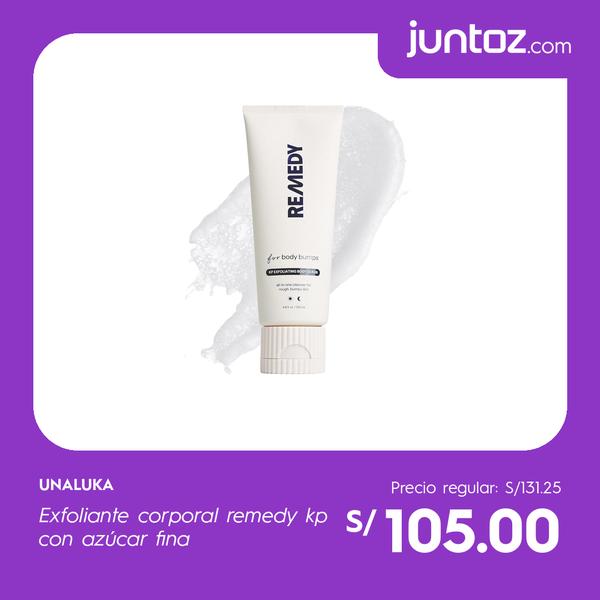 juntoz.com
REMEDY
for body bumps
KP EXFOLIATING BODY SCRUB
all-in-one cleanser for
rough, bumpy skin
UNALUKA
Exfoliante corporal remedy kp
con azúcar fina
Precio regular: S/131.25
S/105.00